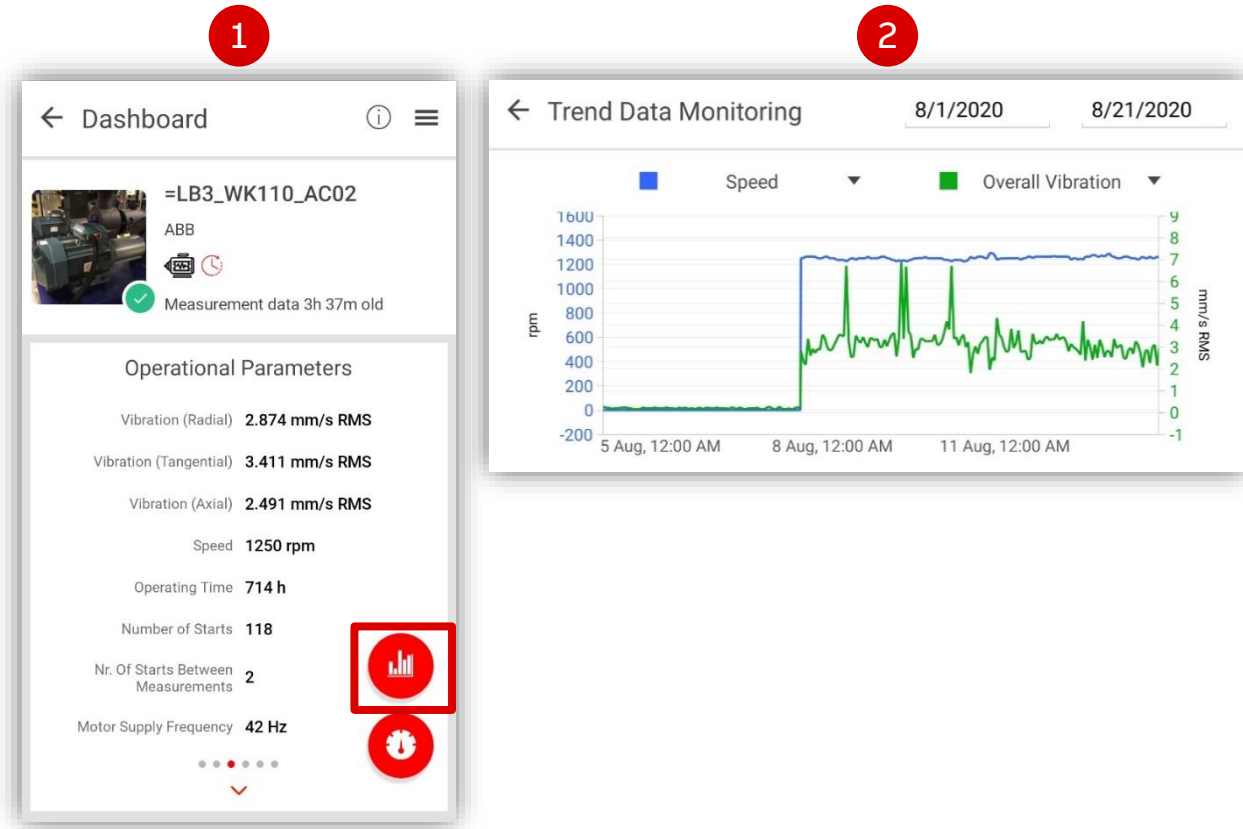 1
Dashboard
=LB3_WK110_AC02
ABB
Measurement data 3h 37m old
Operational Parameters
Vibration (Radial) 2.874 mm/s RMS
Vibration (Tangential) 3.411 mm/s RMS
Vibration (Axial) 2.491 mm/s RMS
Speed 1250 rpm
Operating Time 714 h
Number of Starts 118
Nr. Of Starts Between
Measurements 2
Motor Supply Frequency 42 Hz
2
Trend Data Monitoring 8/1/2020 8/21/2020
Speed Overall Vibration
1600
1400
1200
1000
800
600
400
200
0
-200
rpm
9
8
7
6
5
4
3
2
1
0
-1
mm/s RMS
5 Aug, 12:00 AM 8 Aug, 12:00 AM 11 Aug, 12:00 AM